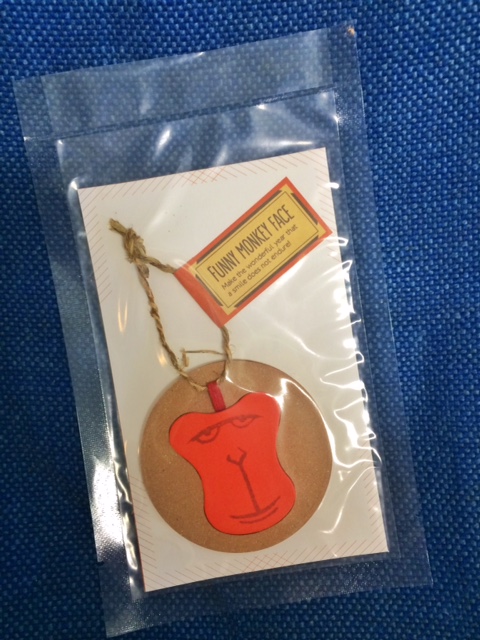 FUNNY MONKEY FACE
Make the wonderful year that
a smile does not endure!